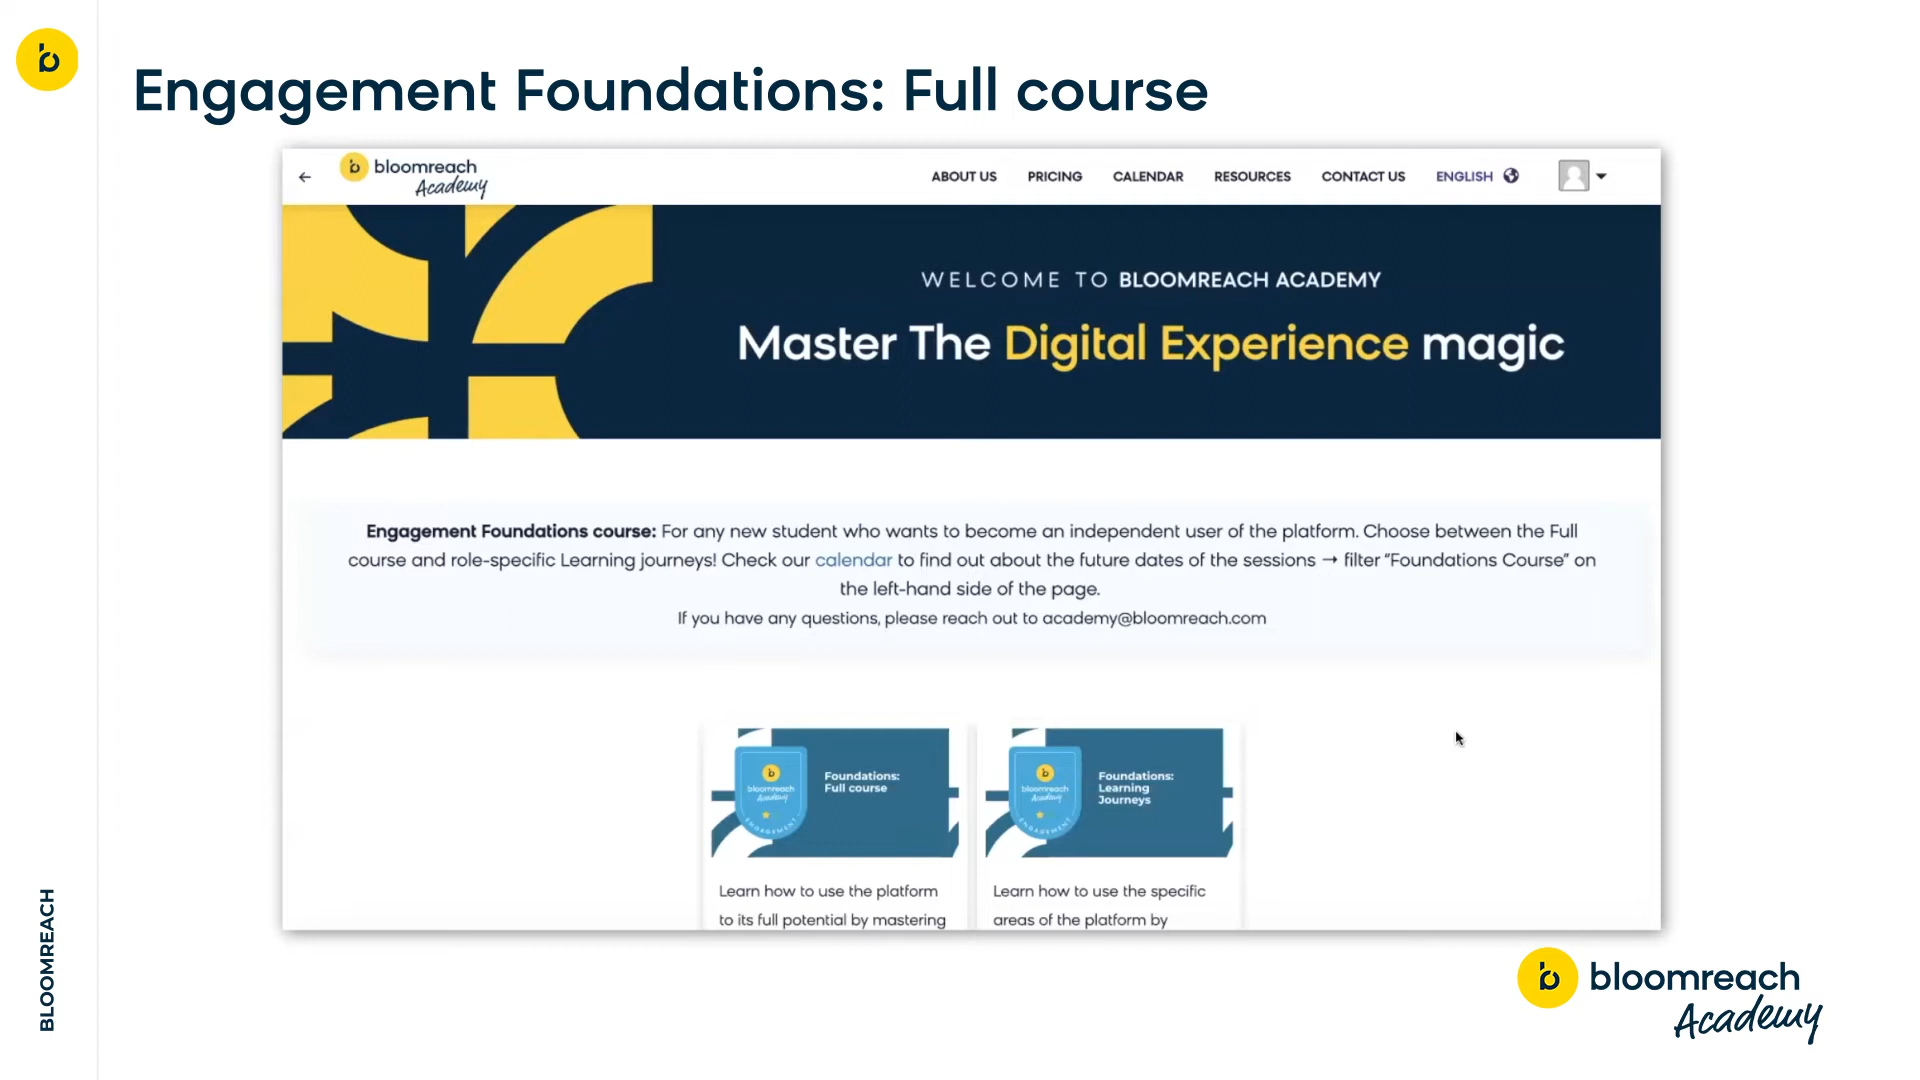 Engagement Foundations: Full course
bloomreach
Academy
ABOUT US PRICING CALENDAR RESOURCES CONTACT US ENGLISH
WELCOME TO BLOOMREACH ACADEMY
Master The Digital Experience magic
Engagement Foundations course: For any new student who wants to become an independent user of the platform. Choose between the Full
course and role-specific Learning journeys! Check our calendar to find out about the future dates of the sessions → filter “Foundations Course” on
the left-hand side of the page.
If you have any questions, please reach out to academy@bloomreach.com
bloomreach
Academy
ENGAGEMENT
Foundations:
Full course
bloomreach
Academy
ENGAGEMENT
Foundations:
Learning
Journeys
Learn how to use the platform
to its full potential by mastering
Learn how to use the specific
areas of the platform by
BLOOMREACH
bloomreach
Academy